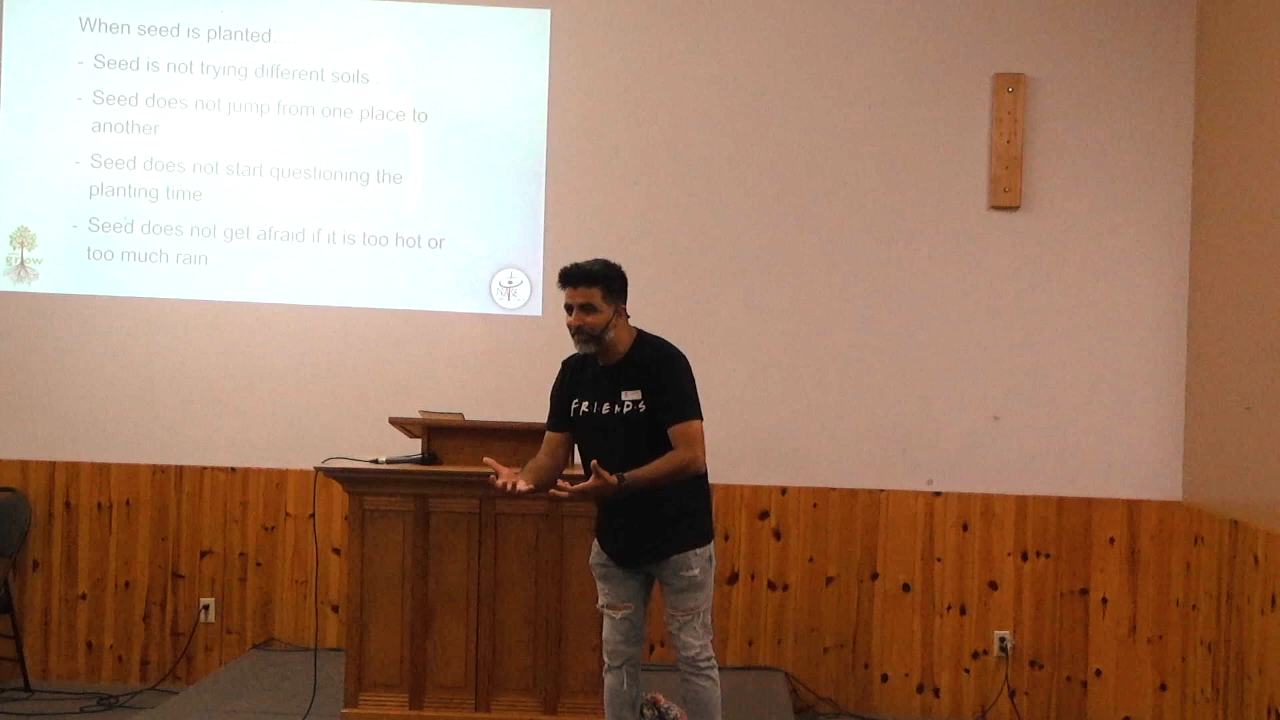 When seed is planted....
- Seed is not trying different soils
- Seed does not jump from one place to
another
- Seed does not start questioning the
planting time
- Seed does not get afraid if it is too hot or
too much rain
grow
F·R·I·E·N·D·S